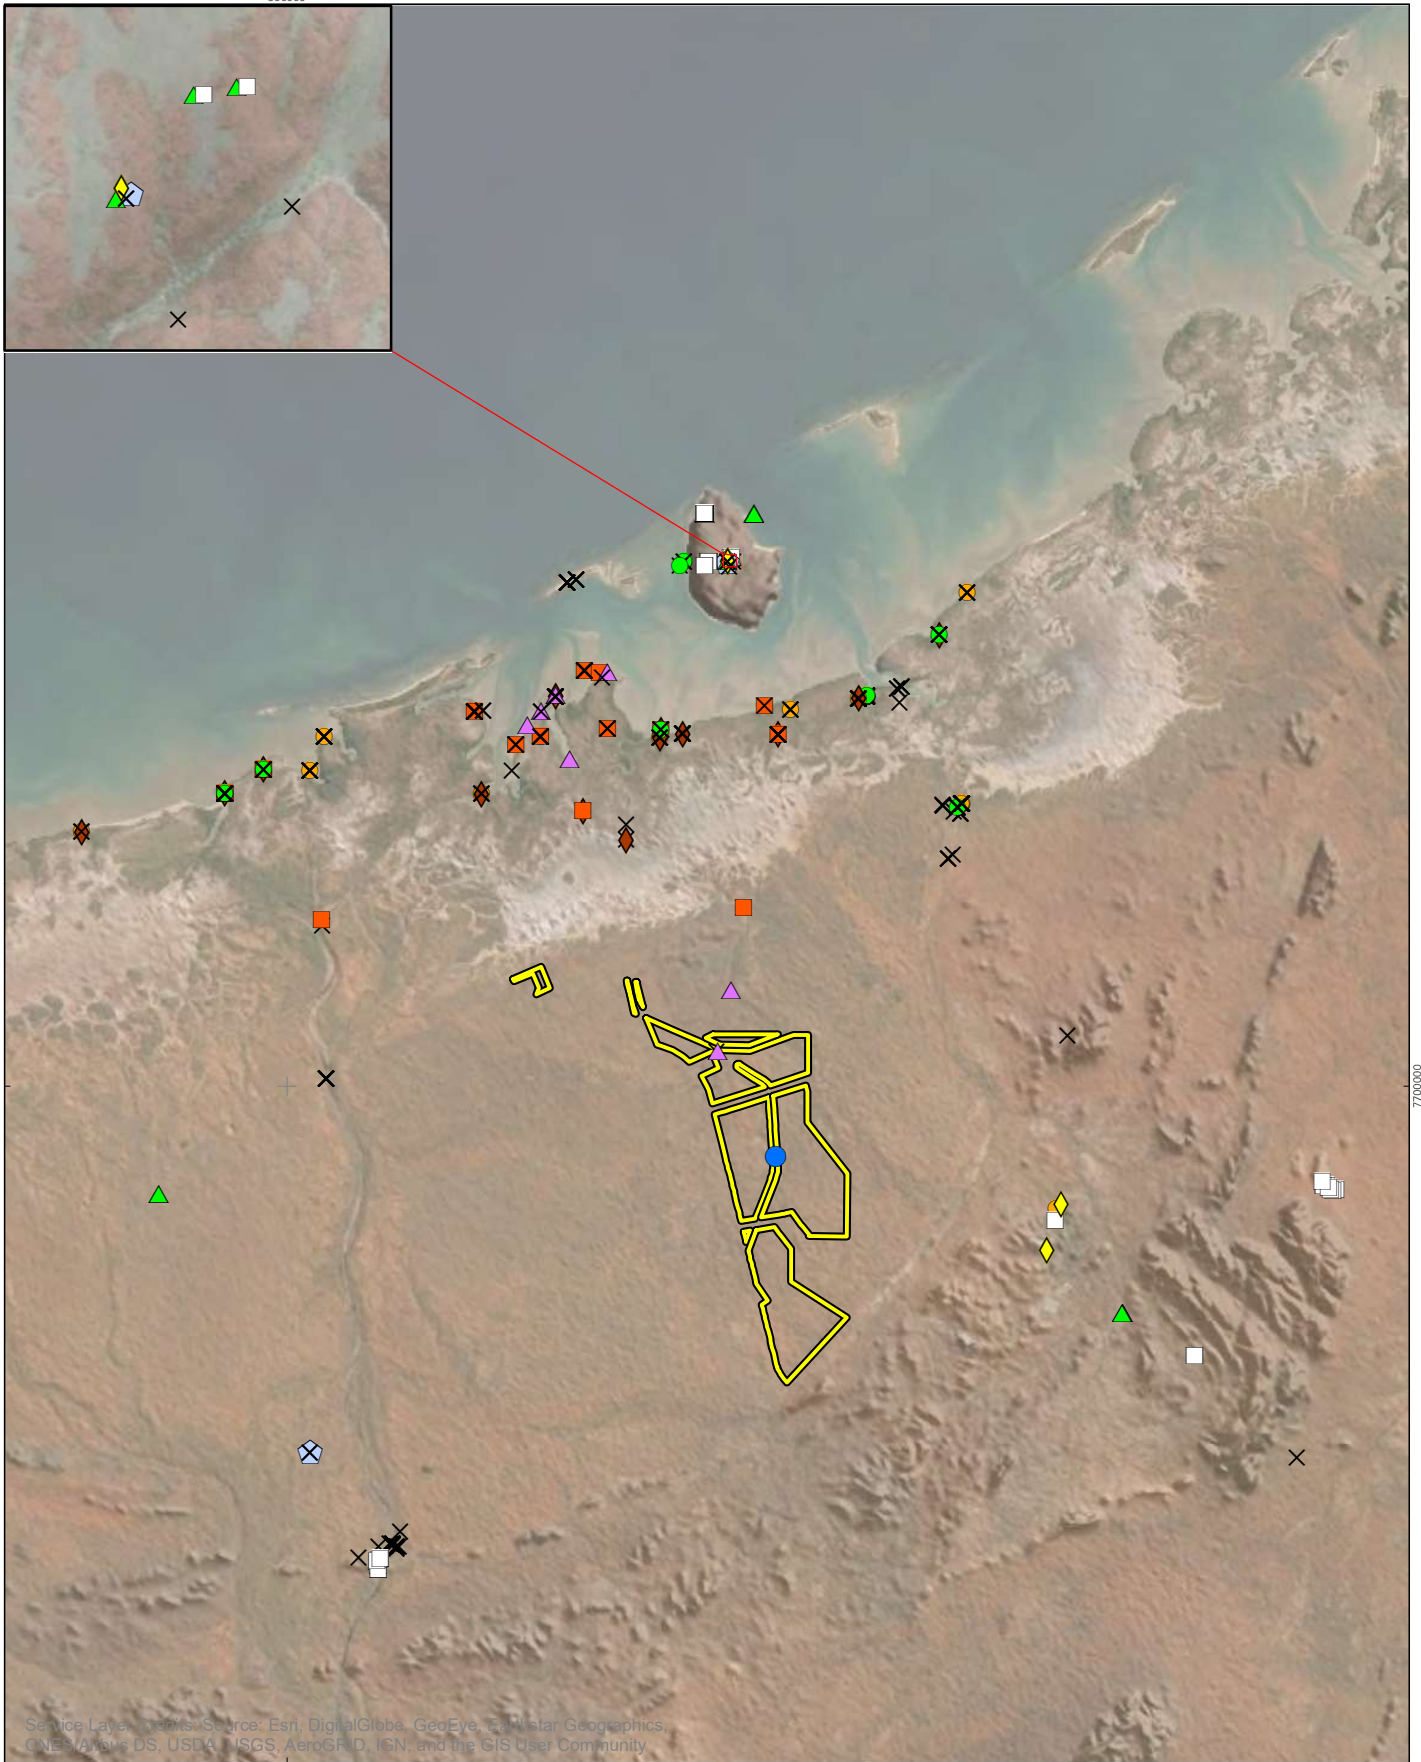 7700000
Service Layer Credits: Source: Esri, DigitalGlobe, GeoEye, Earthstar Geographics,
CNES/Airbus DS, USDA, USGS, AeroGRID, IGN, and the GIS User Community